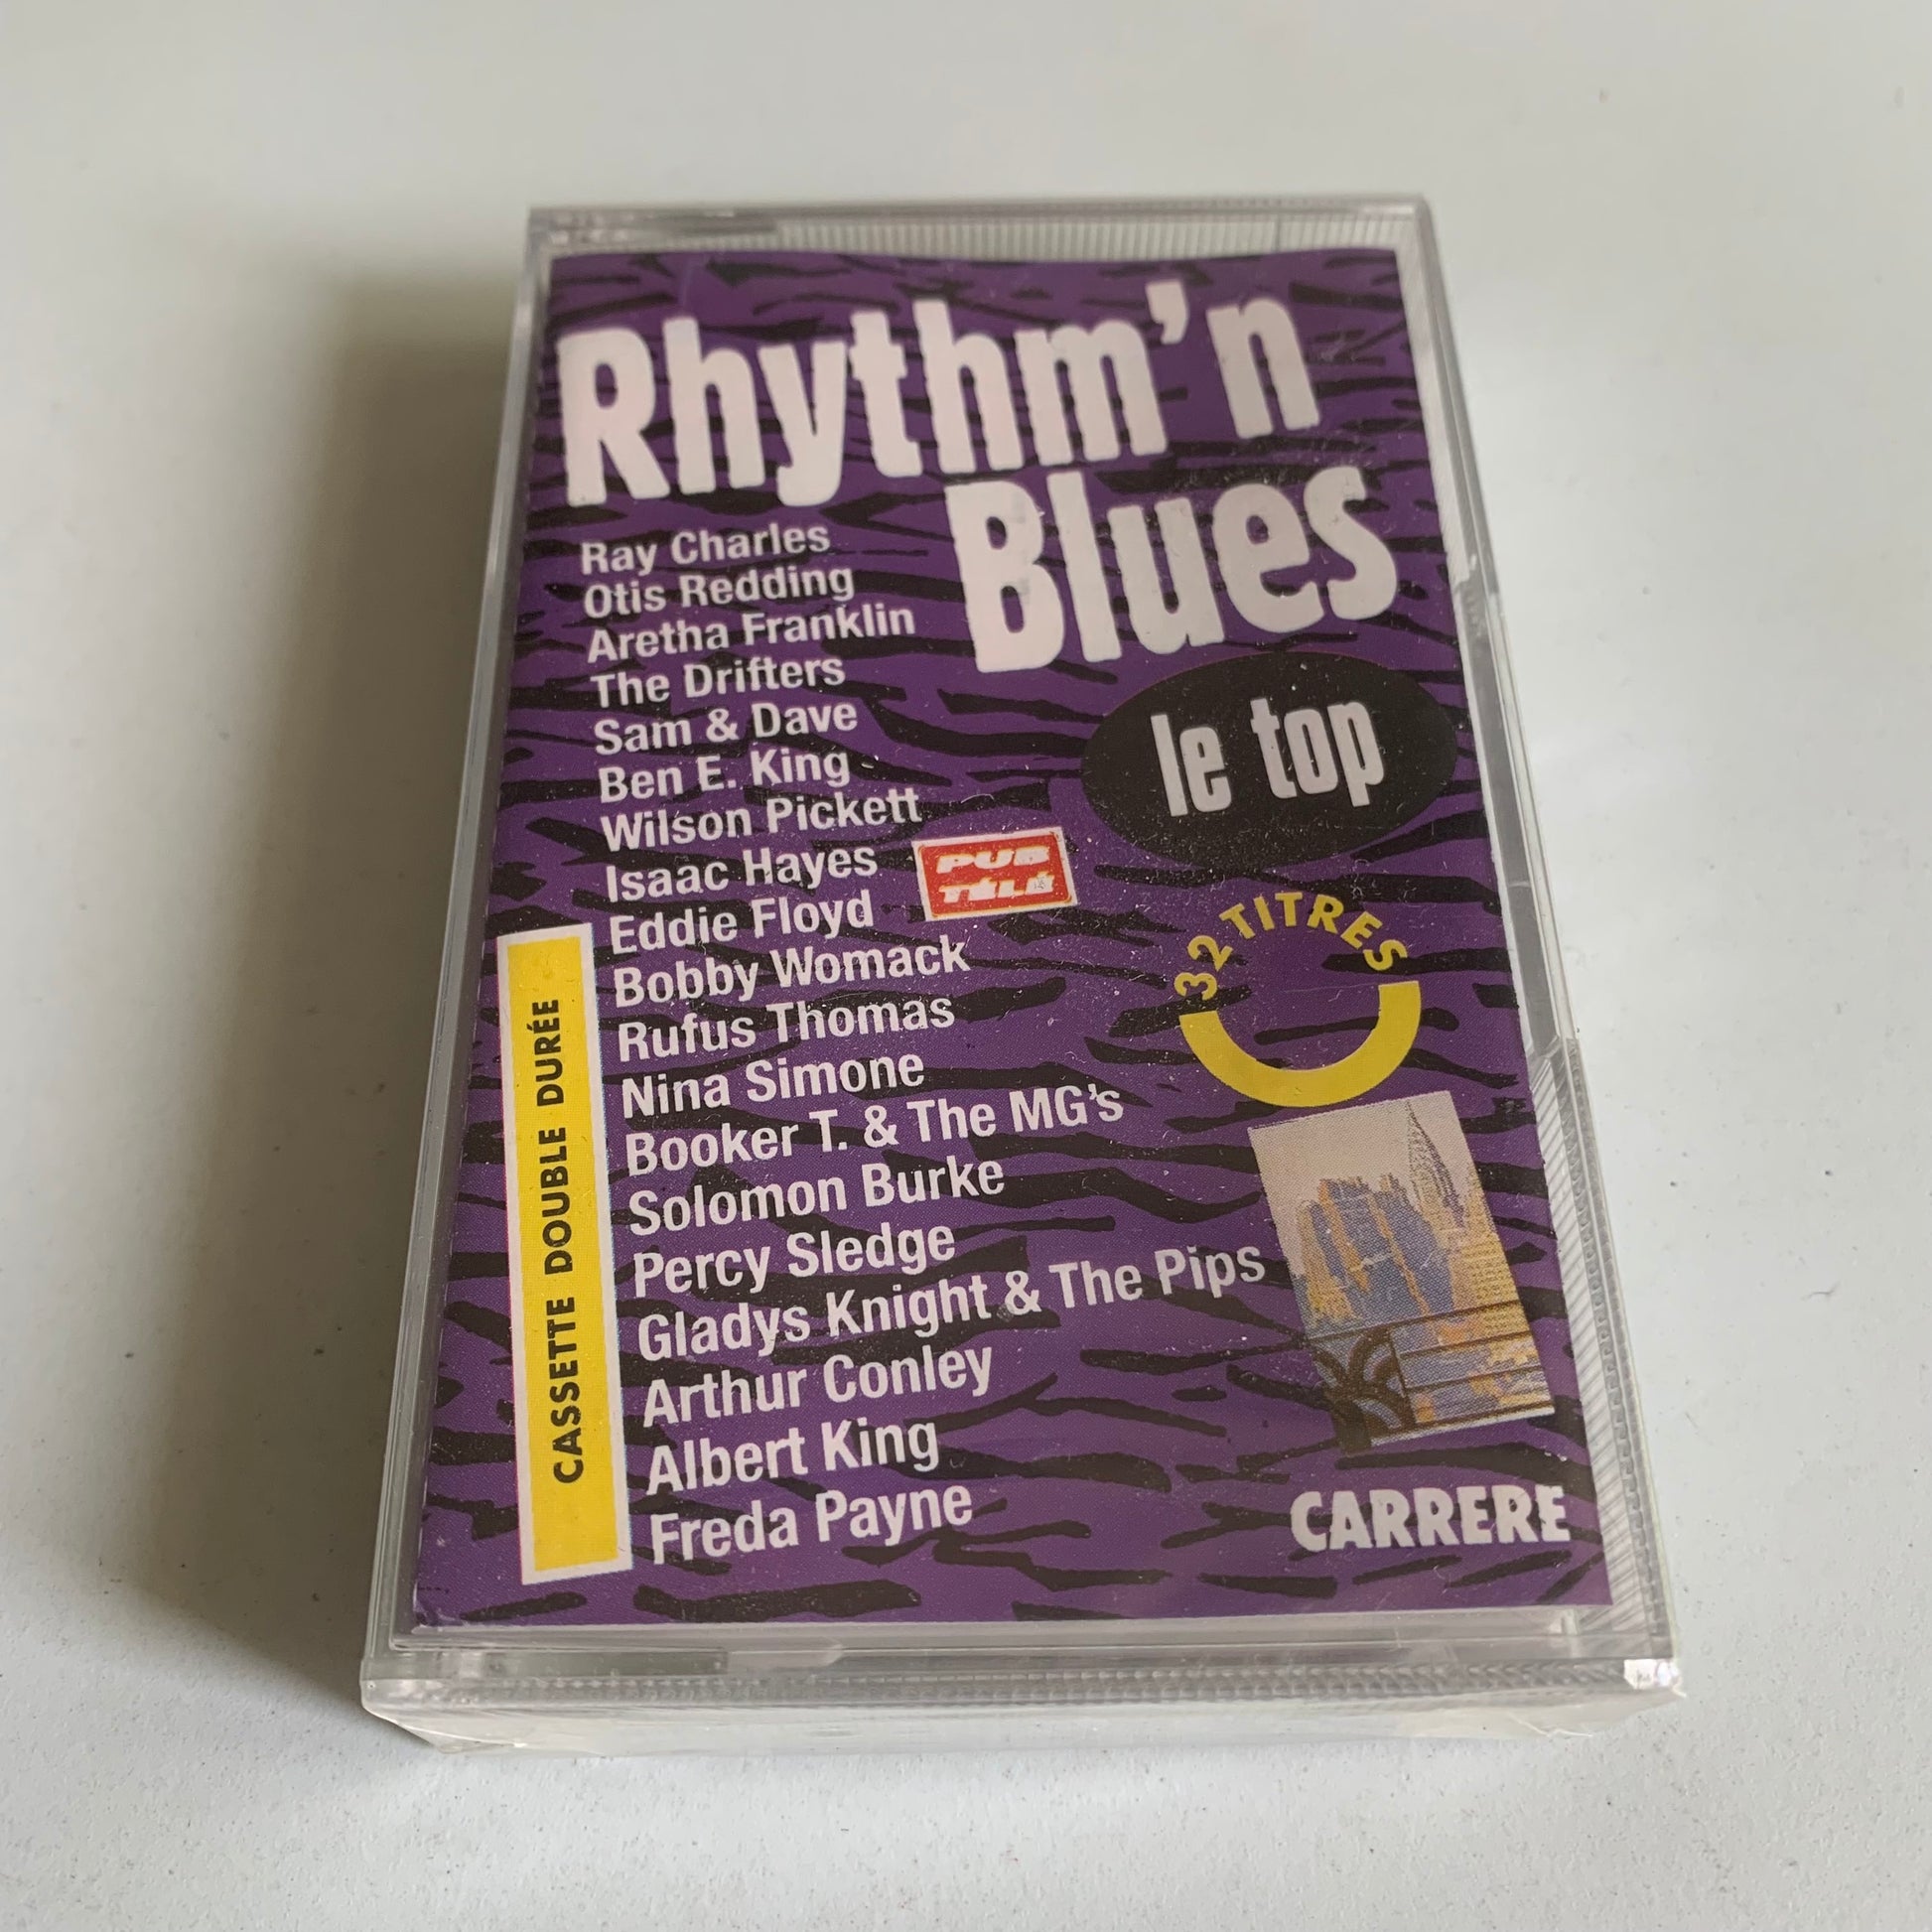 Rhythm'n
Blues
le top
Ray Charles
Otis Redding
Aretha Franklin
The Drifters
Sam & Dave
Ben E. King
Wilson Pickett
Isaac Hayes
Eddie Floyd
Bobby Womack
Rufus Thomas
Nina Simone
Booker T. & The MG's
Solomon Burke
Percy Sledge
Gladys Knight & The Pips
Arthur Conley
Albert King
Freda Payne
PUB
TÉLÉ
32 TITRES
CASSETTE DOUBLE DURÉE
CARRERE